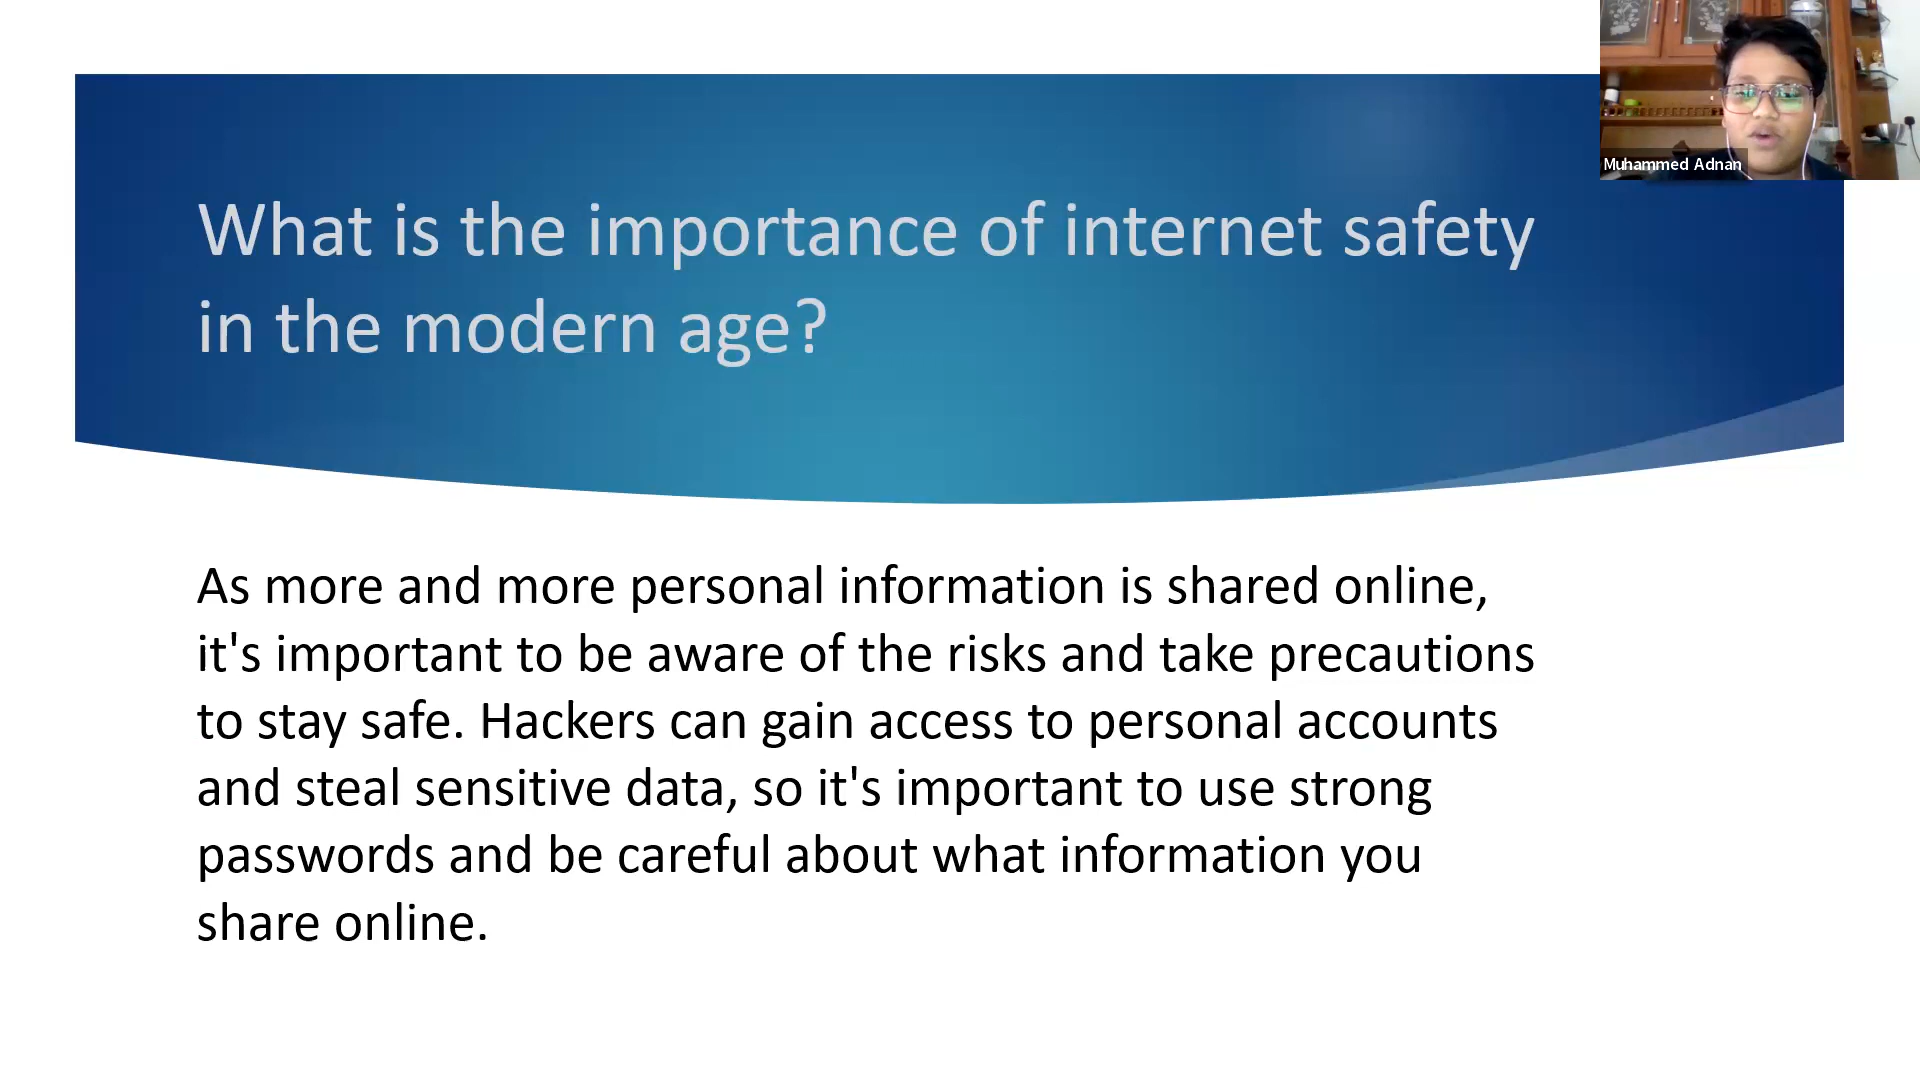 What is the importance of internet safety
in the modern age?
Muhammed Adnan
As more and more personal information is shared online,
it's important to be aware of the risks and take precautions
to stay safe. Hackers can gain access to personal accounts
and steal sensitive data, so it's important to use strong
passwords and be careful about what information you
share online.